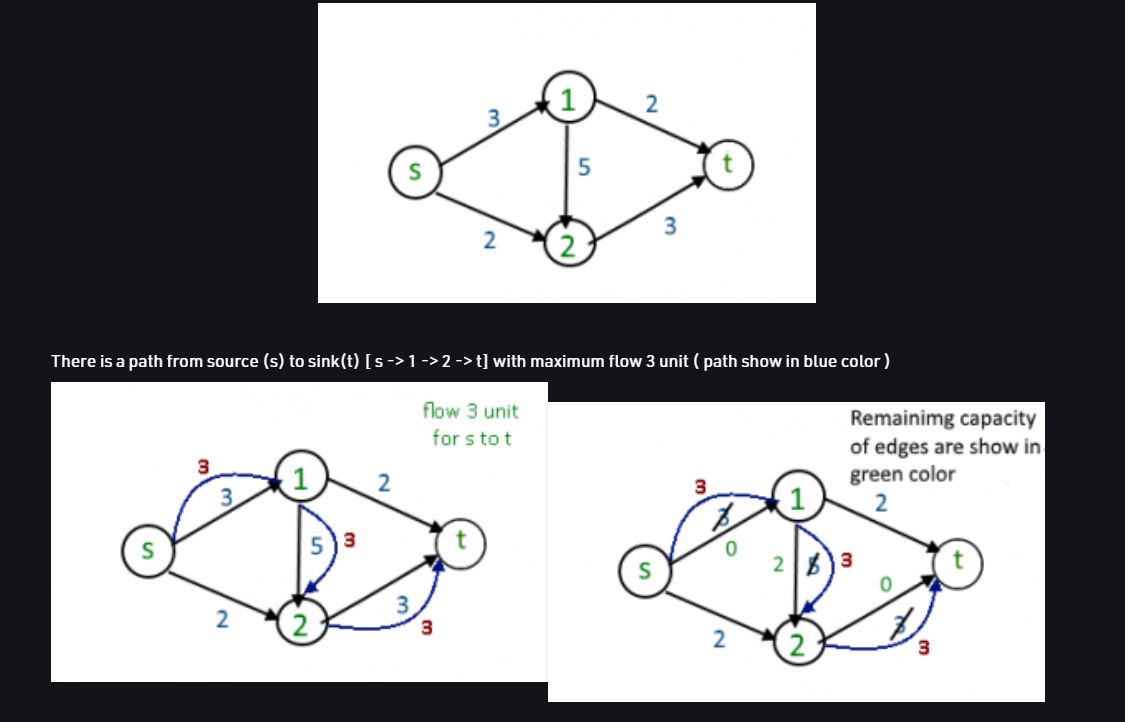 1
2
3
s
5
t
2
2
3
There is a path from source (s) to sink(t) [ s -> 1 -> 2 -> t] with maximum flow 3 unit ( path show in blue color )
flow 3 unit
for s to t
3
1
2
3
s
5
3
t
2
2
3
3
Remainimg capacity
of edges are show in
green color
3
1
2
3
0
s
2
5
3
t
0
2
2
3
3